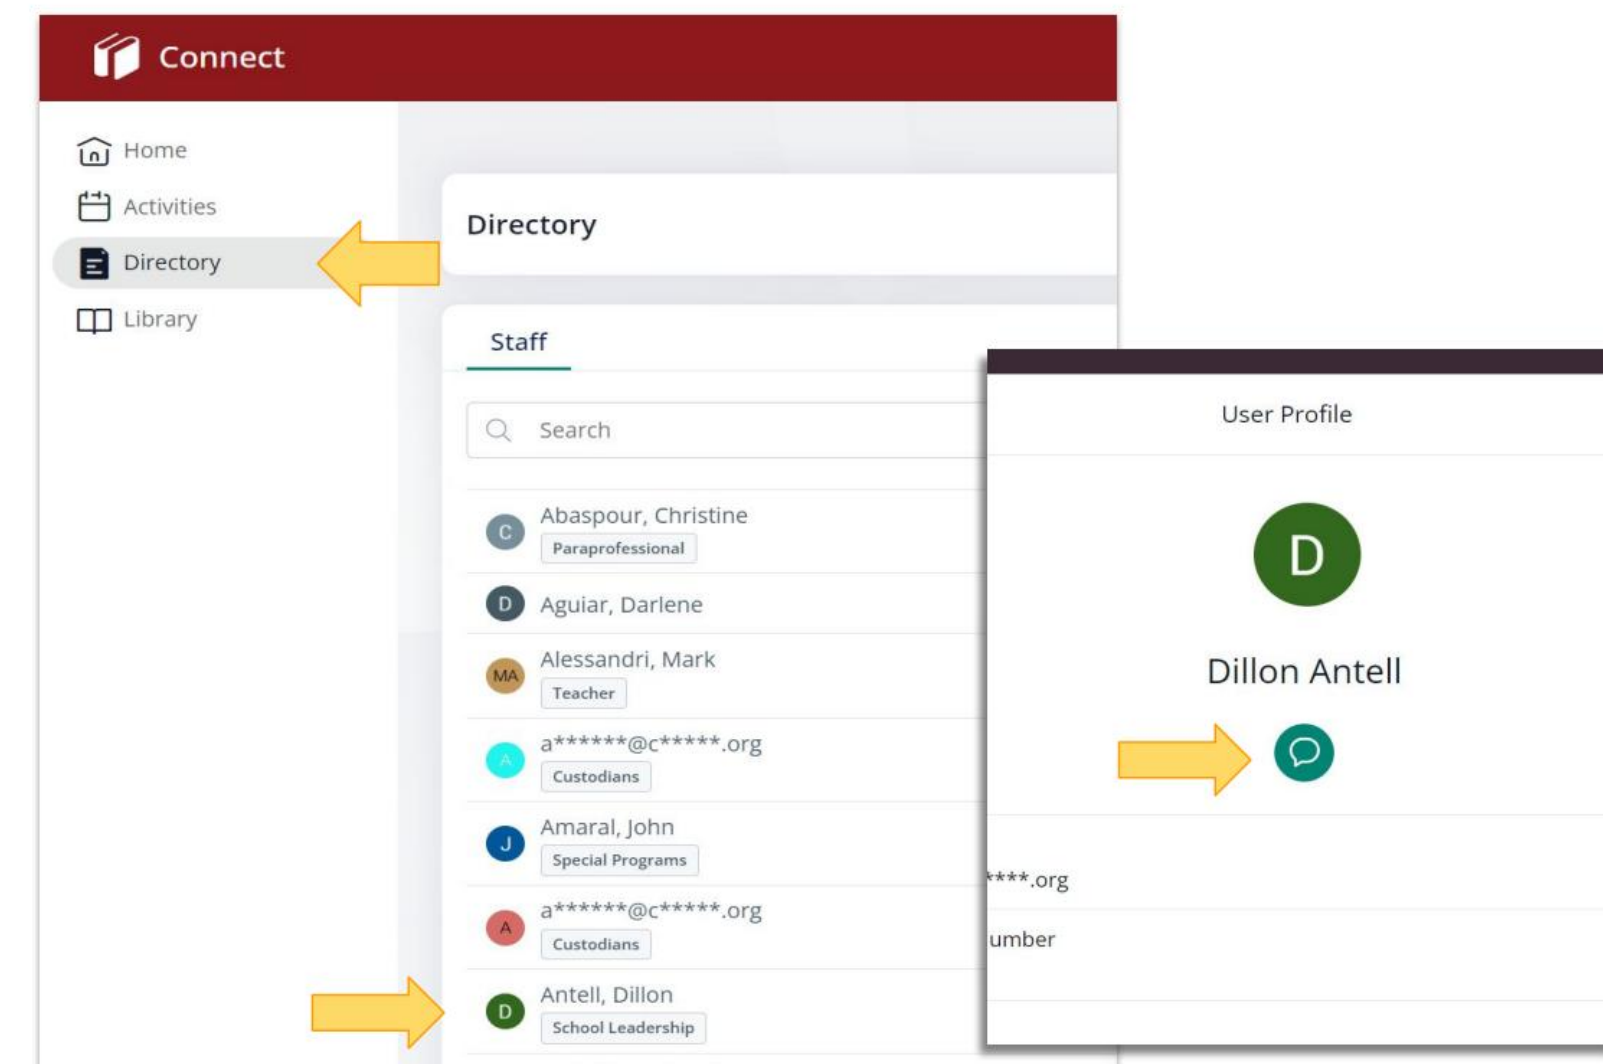 Connect
Home
Activities
Directory
Library
Directory
Staff
Search
C
Abaspour, Christine
Paraprofessional
D
Aguiar, Darlene
MA
Alessandri, Mark
Teacher
A
a******@c*****.org
Custodians
J
Amaral, John
Special Programs
A
a******@c*****.org
Custodians
D
Antell, Dillon
School Leadership
User Profile
D
Dillon Antell
****.org
umber